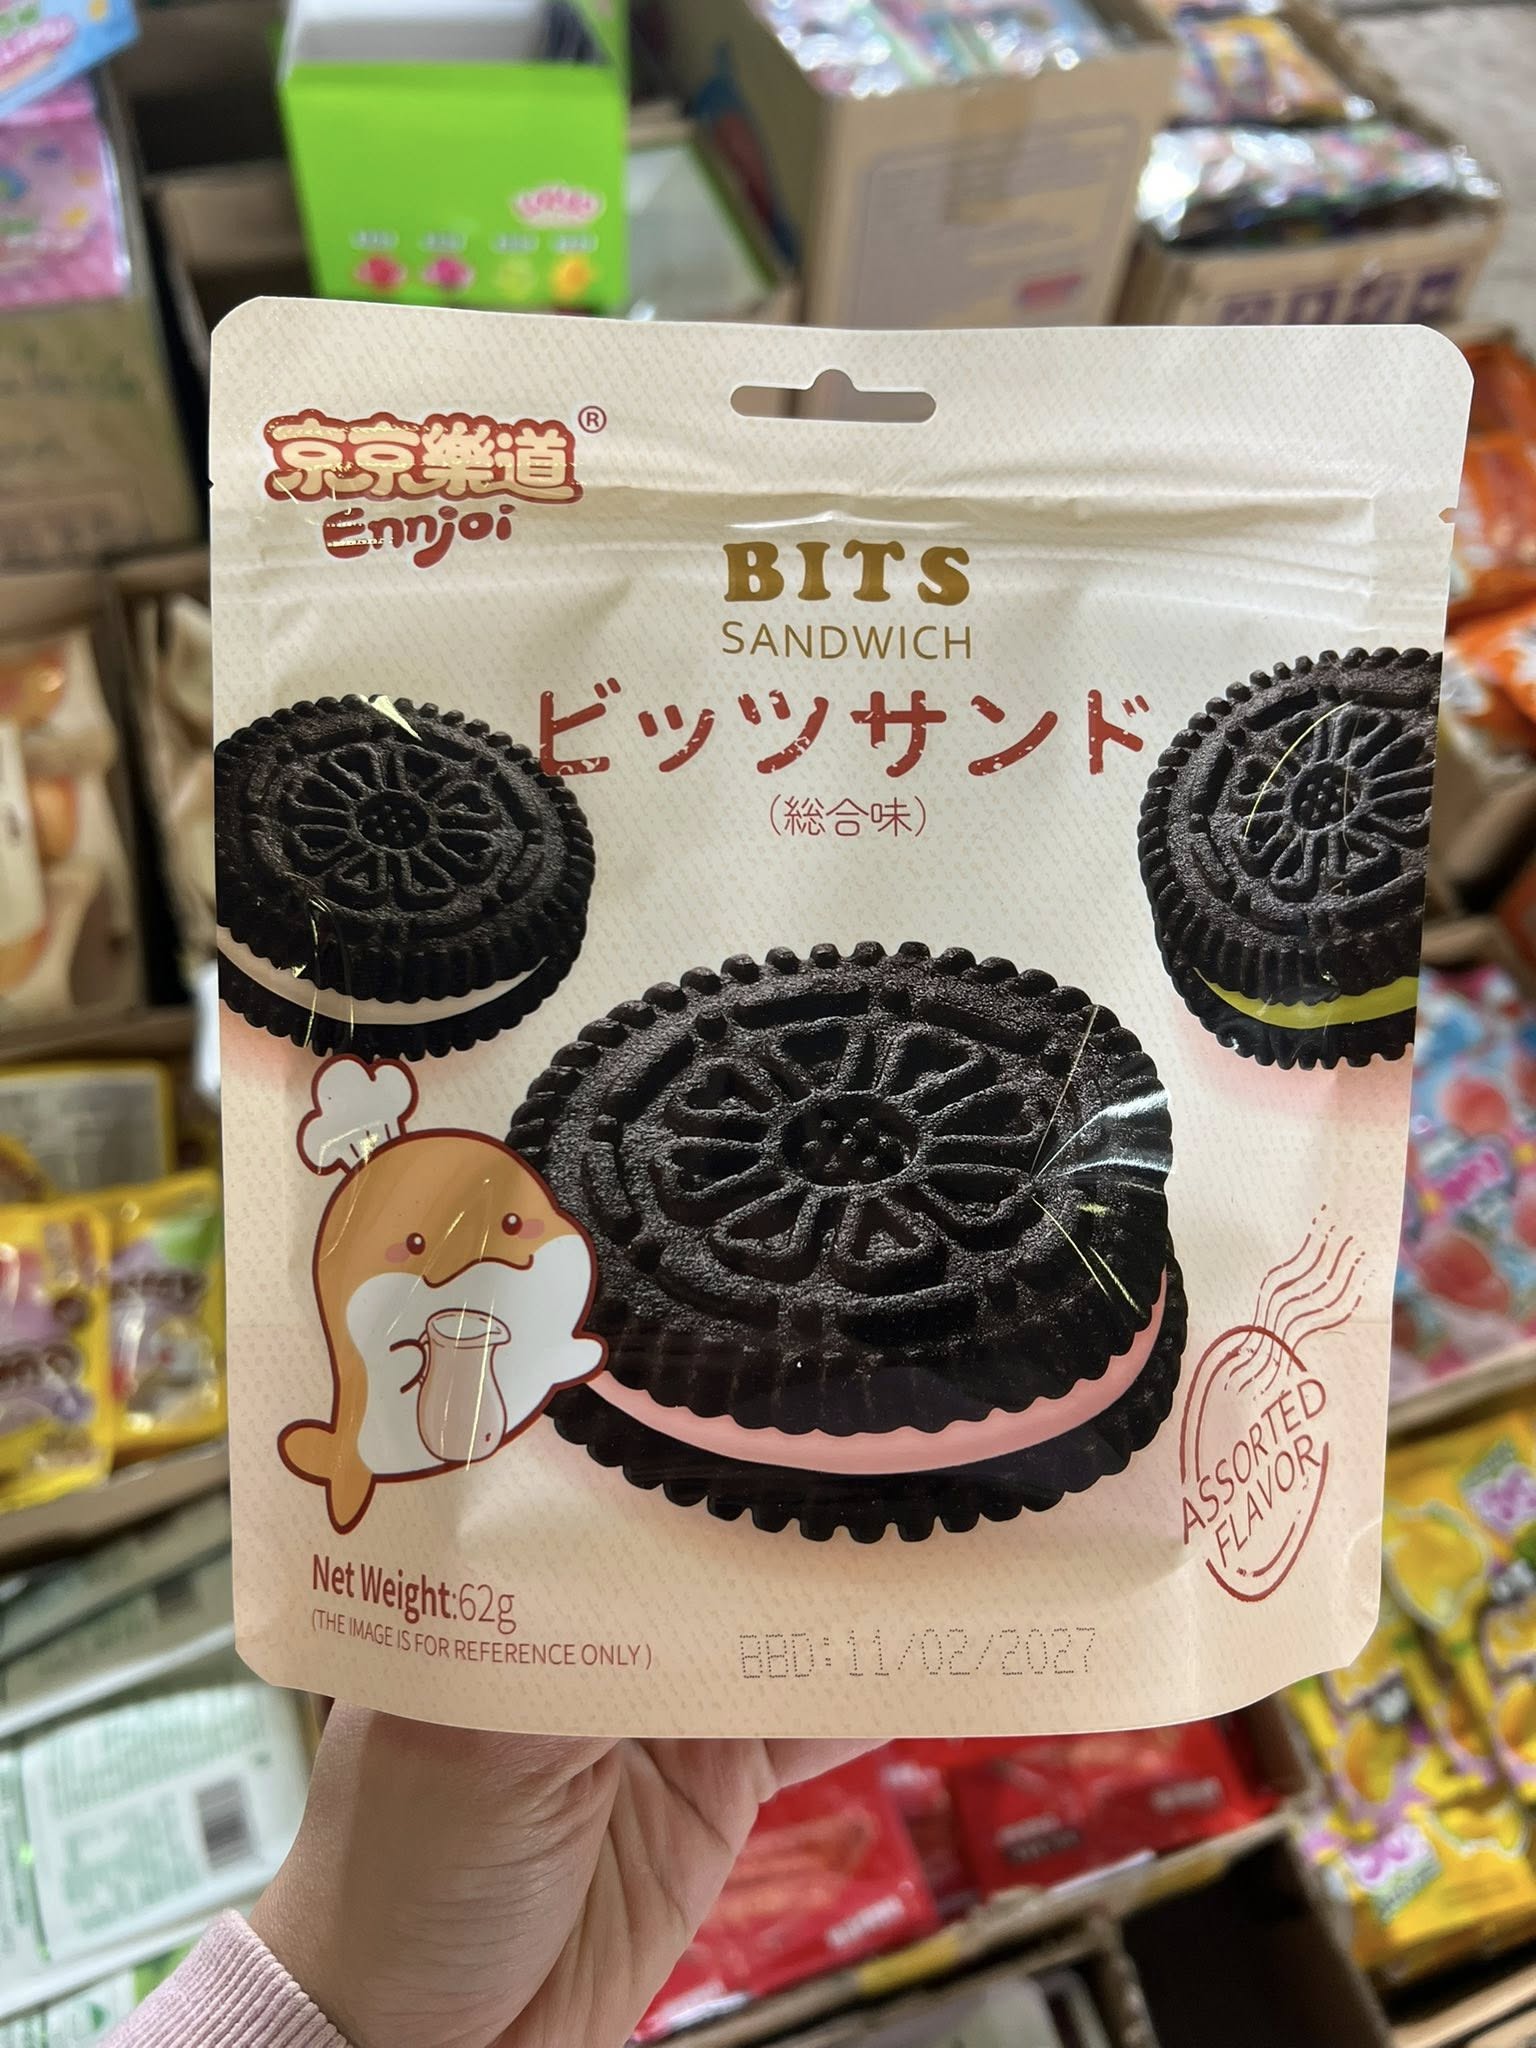 京京樂道®
Ennjoi
BITS
SANDWICH
ビッツサンド
(総合味)
ASSORTED
FLAVOR
Net Weight:62g
(THE IMAGE IS FOR REFERENCE ONLY)
BBD:11/02/2027